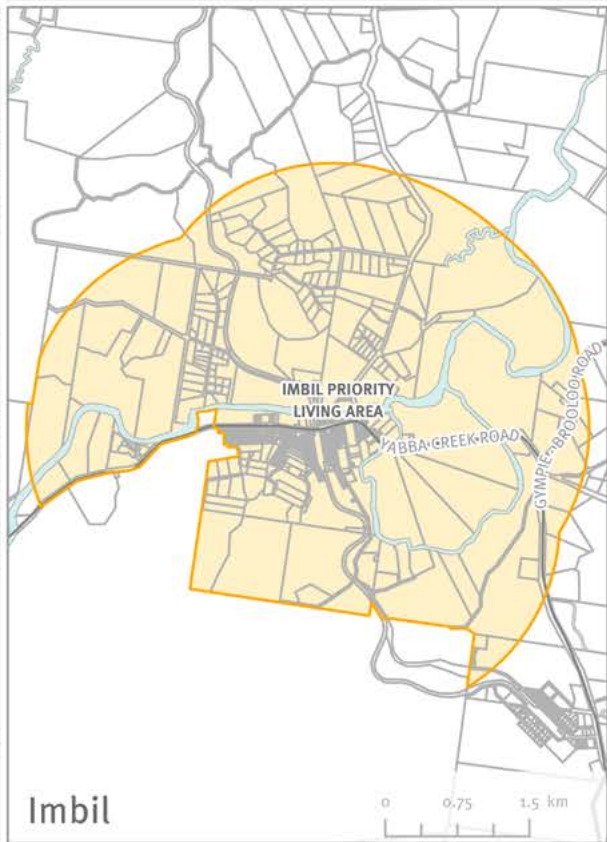 IMBIL PRIORITY
LIVING AREA
YABBA CREEK ROAD
GYMPIE - BROOLOO ROAD
Imbil
0 0.75 1.5 km